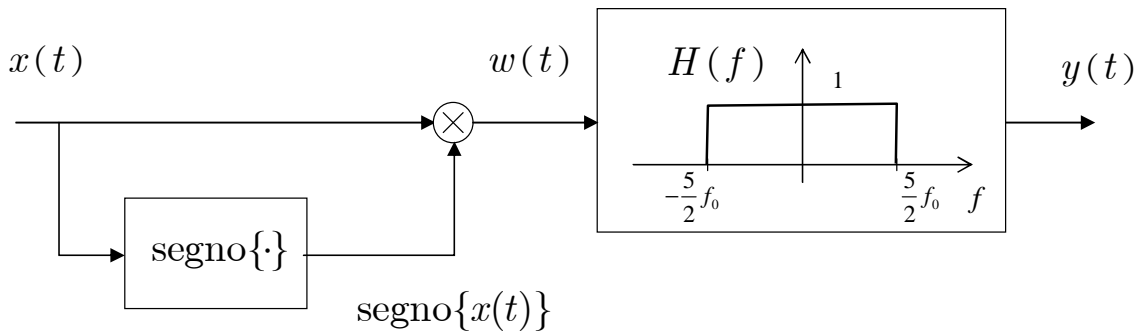 x(t)
w(t)
H(f)
1
y(t)
-5/2 f₀
5/2 f₀
f
segno{·}
segno{x(t)}